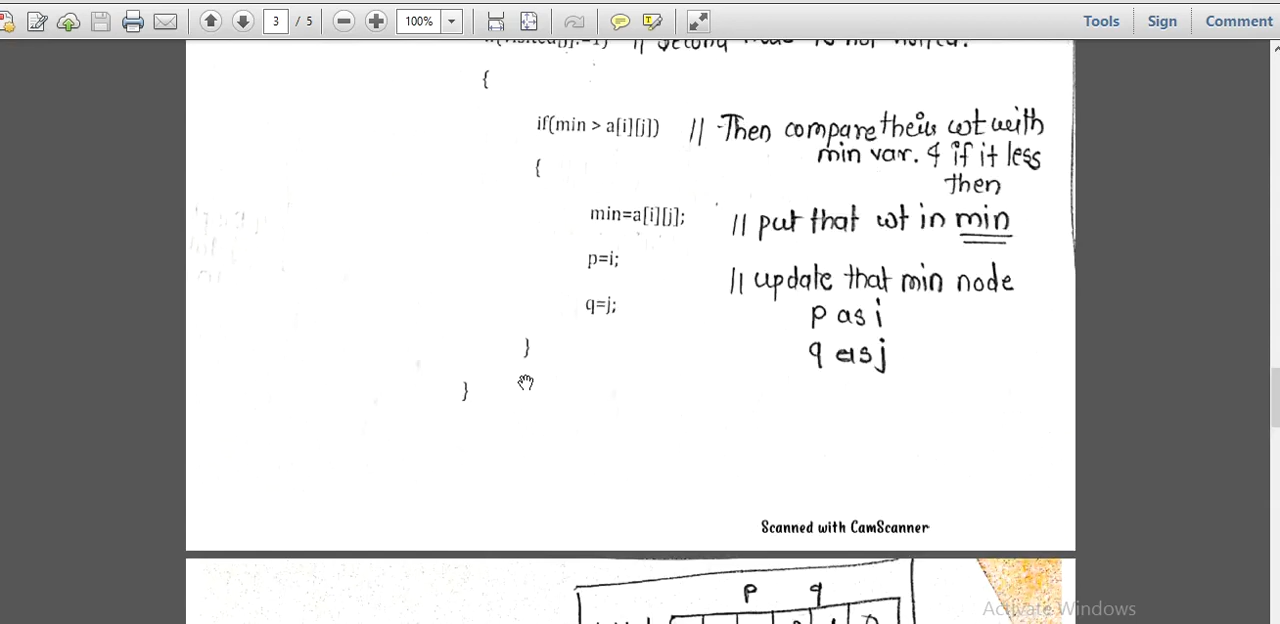 3 / 5 100% Tools Sign Comment
{
if(min > a[i][j]) // Then compare their wt with
min var. & if it less
then
{
min=a[i][j]; // put that wt in min
p=i; // update that min node
p as i
q=j;
q as j
}
}
Scanned with CamScanner
p q
Activate Windows